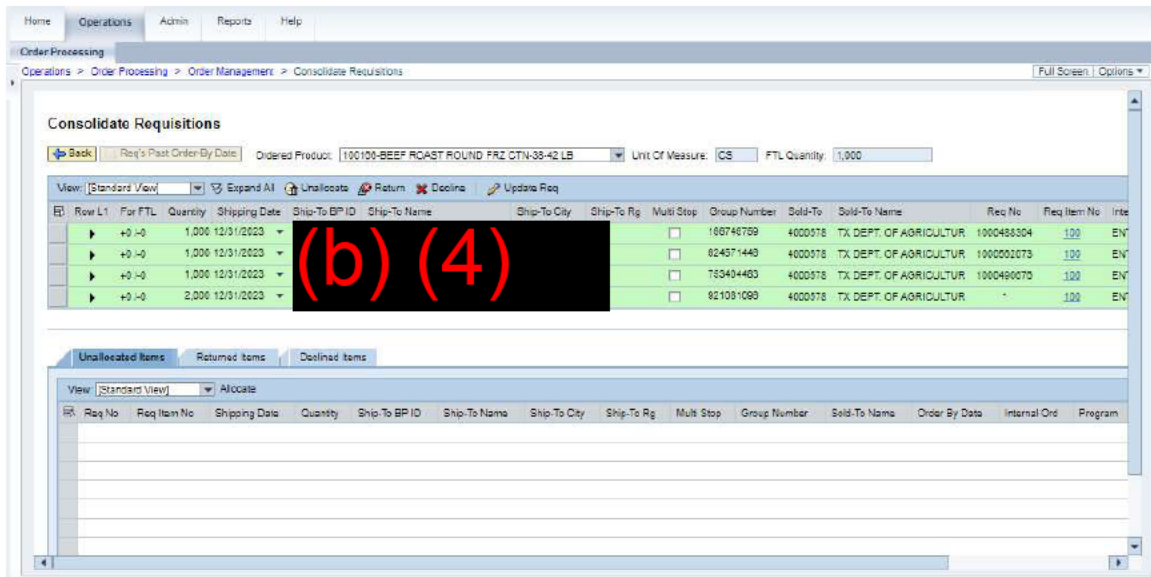 Home Operations Admin Reports Help
Order Processing
Operations > Order Processing > Order Management > Consolidate Requisitions Full Screen Options
Consolidate Requisitions
Back Req's Past Order-By Date Ordered Product: 100156-BEEF ROAST ROUND FRZ CTN-38-42 LB Unit Of Measure: CS FTL Quantity: 1,000
View: [Standard View] Expand All Unallocate Return Decline Update Req
Row L1 For FTL Quantity Shipping Date Ship-To BP ID Ship-To Name Ship-To City Ship-To Rg Multi Stop Group Number Sold-To Sold-To Name Req No Req Item No Inte
+0 /-0 1,000 12/31/2023 4000578 TX DEPT. OF AGRICULTUR 100 EN
+0 /-0 1,000 12/31/2023 4000578 TX DEPT. OF AGRICULTUR 100 EN
+0 /-0 1,000 12/31/2023 4000578 TX DEPT. OF AGRICULTUR 100 EN
+0 /-0 2,000 12/31/2023 4000578 TX DEPT. OF AGRICULTUR * 100 EN
(b) (4)
Unallocated Items Returned Items Declined Items
View: [Standard View] Allocate
Req No Req Item No Shipping Date Quantity Ship-To BP ID Ship-To Name Ship-To City Ship-To Rg Multi Stop Group Number Sold-To Name Order By Date Internal Ord Program